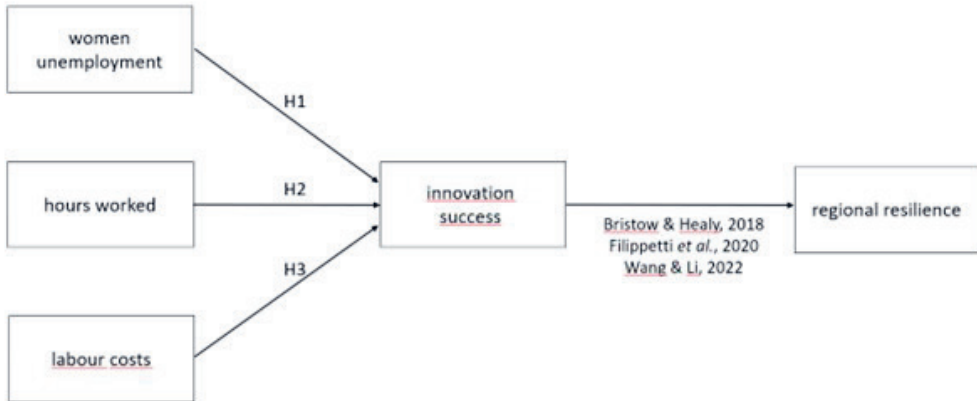 women
unemployment
H1
hours worked
H2
innovation
success
regional resilience
Bristow & Healy, 2018
Filippetti et al., 2020
Wang & Li, 2022
H3
labour costs